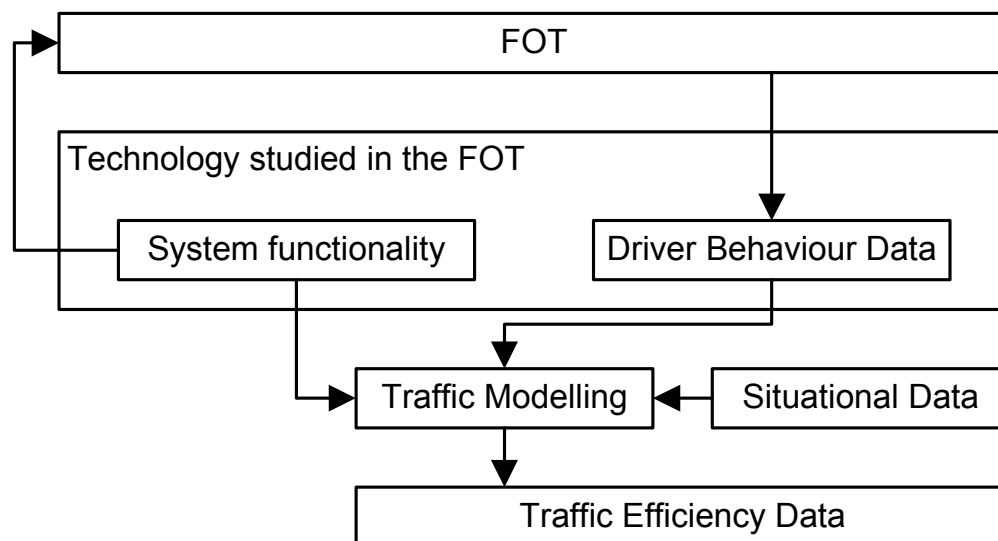 FOT
Technology studied in the FOT
System functionality
Driver Behaviour Data
Traffic Modelling
Situational Data
Traffic Efficiency Data